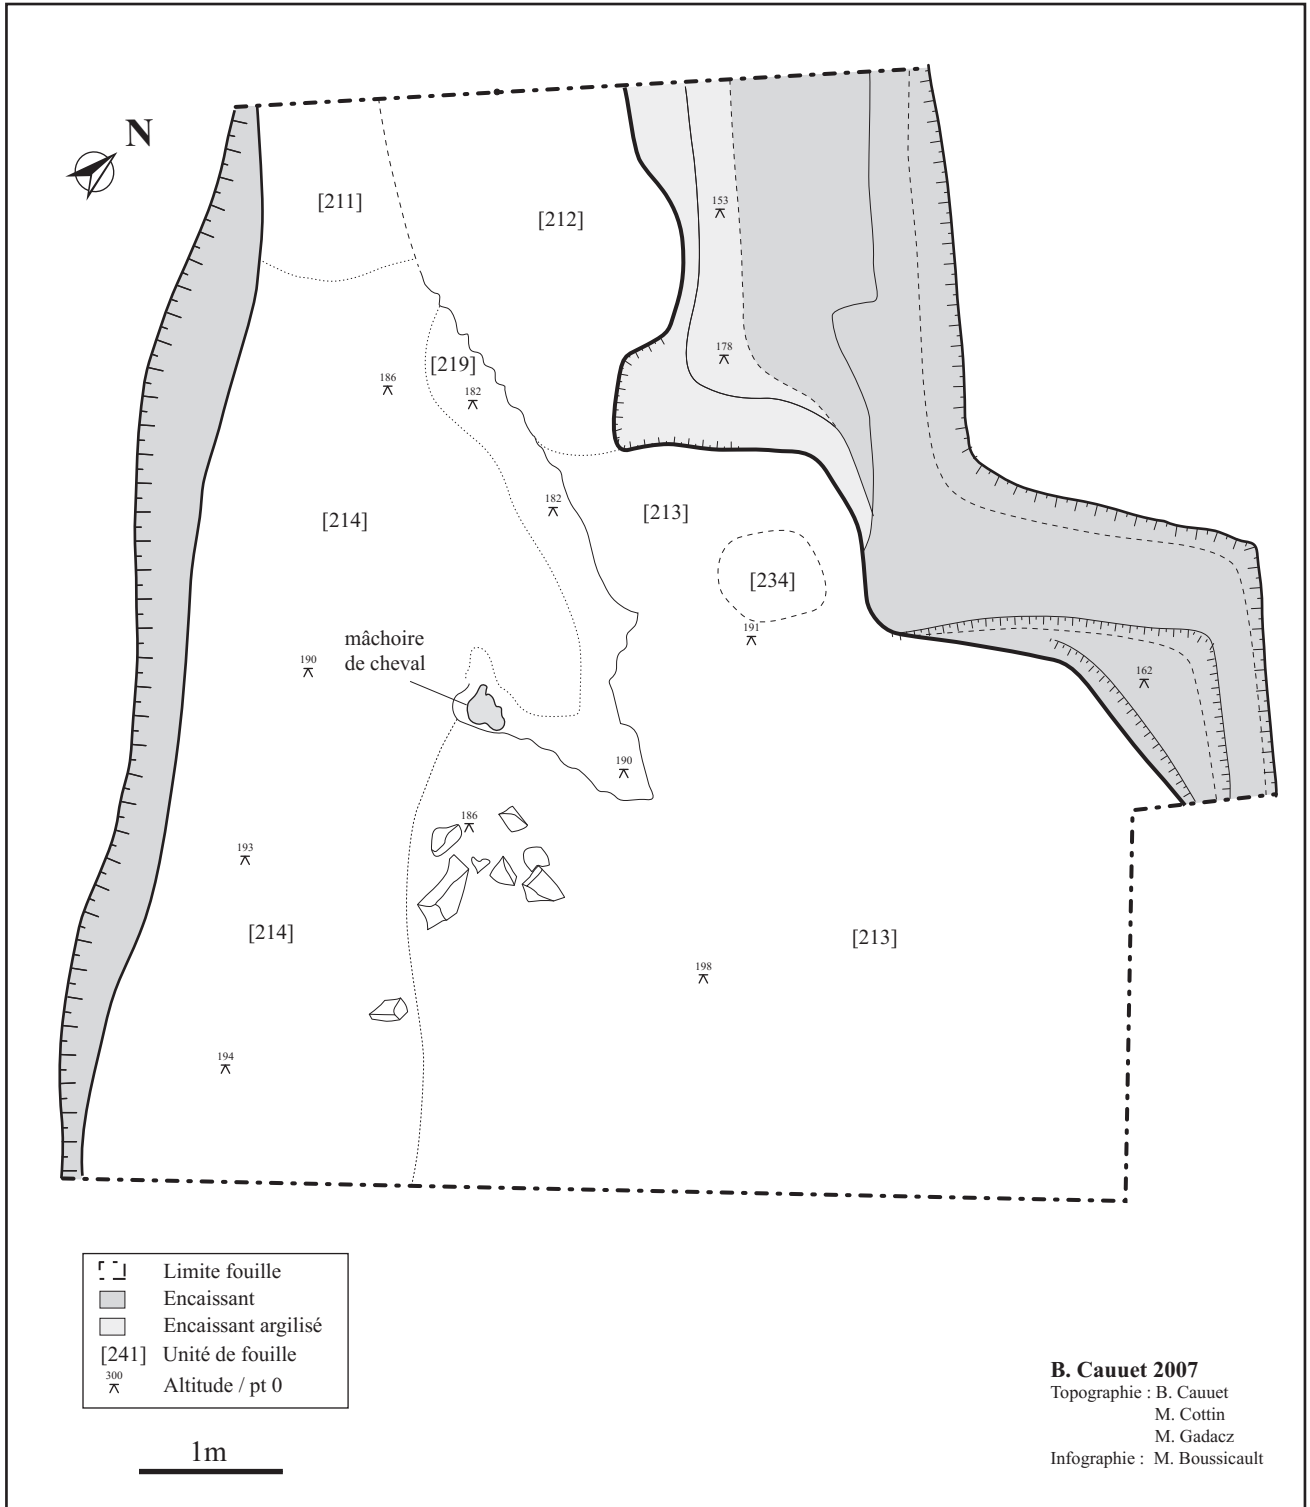 N
[211]
[212]
153
178
[219]
186
182
182
[214]
[213]
[234]
191
mâchoire
de cheval
190
162
190
186
193
[214]
[213]
198
194
Limite fouille
Encaissant
Encaissant argilisé
[241] Unité de fouille
300
Altitude / pt 0
1m
B. Cauuet 2007
Topographie : B. Cauuet
M. Cottin
M. Gadacz
Infographie : M. Boussicault